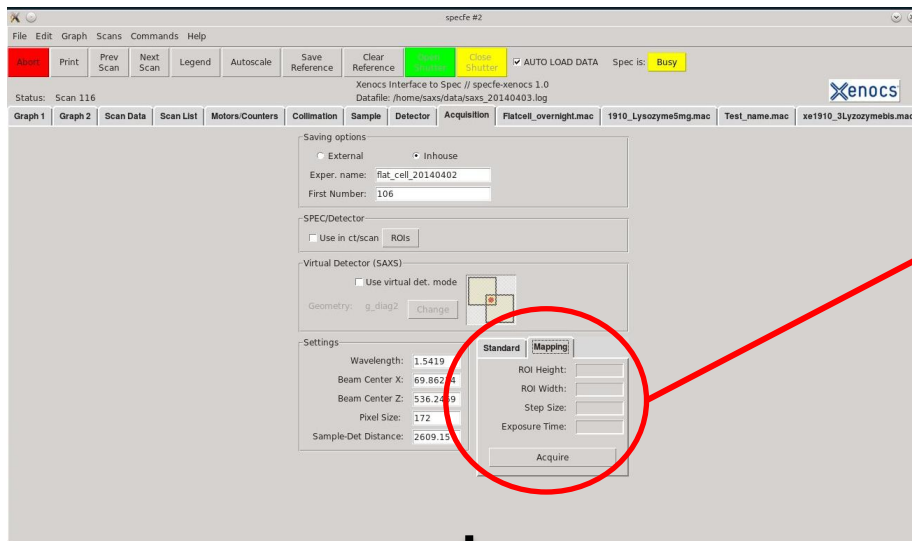 specfe #2
File Edit Graph Scans Commands Help
Abort Print Prev Scan Next Scan Legend Autoscale Save Reference Clear Reference Open Shutter Close Shutter AUTO LOAD DATA Spec is: Busy
Xenocs Interface to Spec // specfe-xenocs 1.0
Status: Scan 116 Datafile: /home/saxs/data/saxs_20140403.log Xenocs
Graph 1 Graph 2 Scan Data Scan List Motors/Counters Collimation Sample Detector Acquisition Flatcell_overnight.mac 1910_Lysozyme5mg.mac Test_name.mac xe1910_3Lyzozymebis.mac
Saving options
External Inhouse
Exper. name: flat_cell_20140402
First Number: 106
SPEC/Detector
Use in ct/scan ROIs
Virtual Detector (SAXS)
Use virtual det. mode
Geometry: g_diag2 Change
Settings
Wavelength: 1.5419
Beam Center X:
Beam Center Z:
Pixel Size: 172
Sample-Det Distance: 2609.15
Standard Mapping
ROI Height:
ROI Width:
Step Size:
Exposure Time:
Acquire